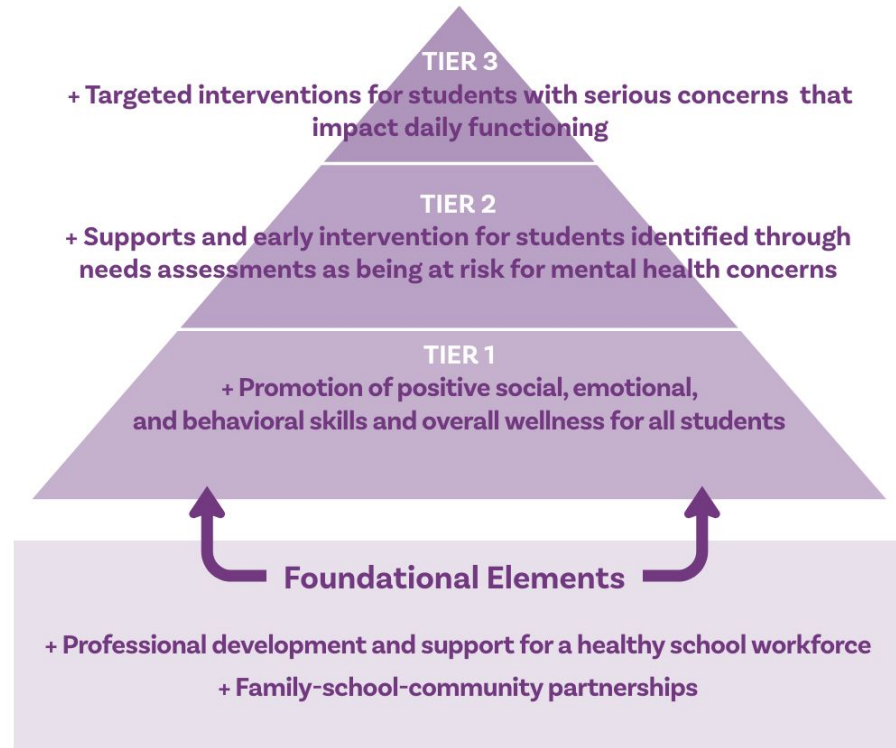 TIER 3
+ Targeted interventions for students with serious concerns that
impact daily functioning
TIER 2
+ Supports and early intervention for students identified through
needs assessments as being at risk for mental health concerns
TIER 1
+ Promotion of positive social, emotional,
and behavioral skills and overall wellness for all students
Foundational Elements
+ Professional development and support for a healthy school workforce
+ Family-school-community partnerships